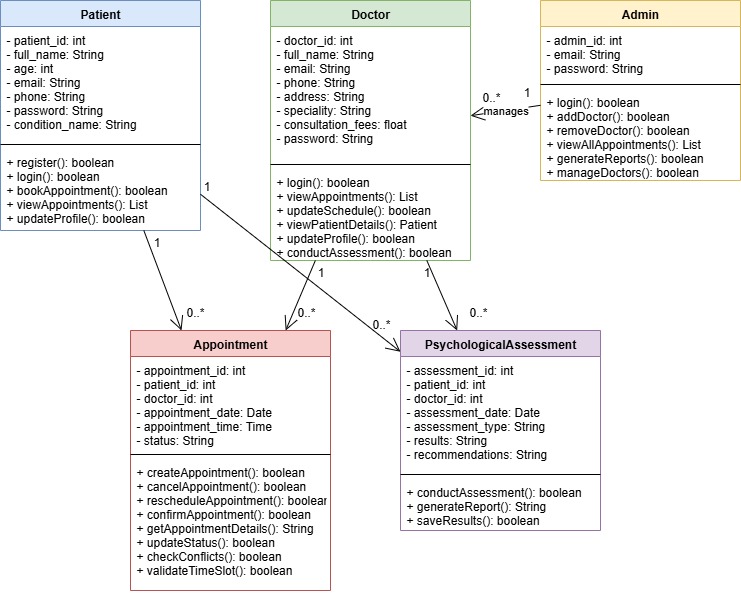 Patient
- patient_id: int
- full_name: String
- age: int
- email: String
- phone: String
- password: String
- condition_name: String
+ register(): boolean
+ login(): boolean
+ bookAppointment(): boolean
+ viewAppointments(): List
+ updateProfile(): boolean
Doctor
- doctor_id: int
- full_name: String
- email: String
- phone: String
- address: String
- speciality: String
- consultation_fees: float
- password: String
+ login(): boolean
+ viewAppointments(): List
+ updateSchedule(): boolean
+ viewPatientDetails(): Patient
+ updateProfile(): boolean
+ conductAssessment(): boolean
Admin
- admin_id: int
- email: String
- password: String
+ login(): boolean
+ addDoctor(): boolean
+ removeDoctor(): boolean
+ viewAllAppointments(): List
+ generateReports(): boolean
+ manageDoctors(): boolean
0..*
1
manages
1
1
1
1
0..*
0..*
0..*
0..*
Appointment
- appointment_id: int
- patient_id: int
- doctor_id: int
- appointment_date: Date
- appointment_time: Time
- status: String
+ createAppointment(): boolean
+ cancelAppointment(): boolean
+ rescheduleAppointment(): boolean
+ confirmAppointment(): boolean
+ getAppointmentDetails(): String
+ updateStatus(): boolean
+ checkConflicts(): boolean
+ validateTimeSlot(): boolean
PsychologicalAssessment
- assessment_id: int
- patient_id: int
- doctor_id: int
- assessment_date: Date
- assessment_type: String
- results: String
- recommendations: String
+ conductAssessment(): boolean
+ generateReport(): String
+ saveResults(): boolean